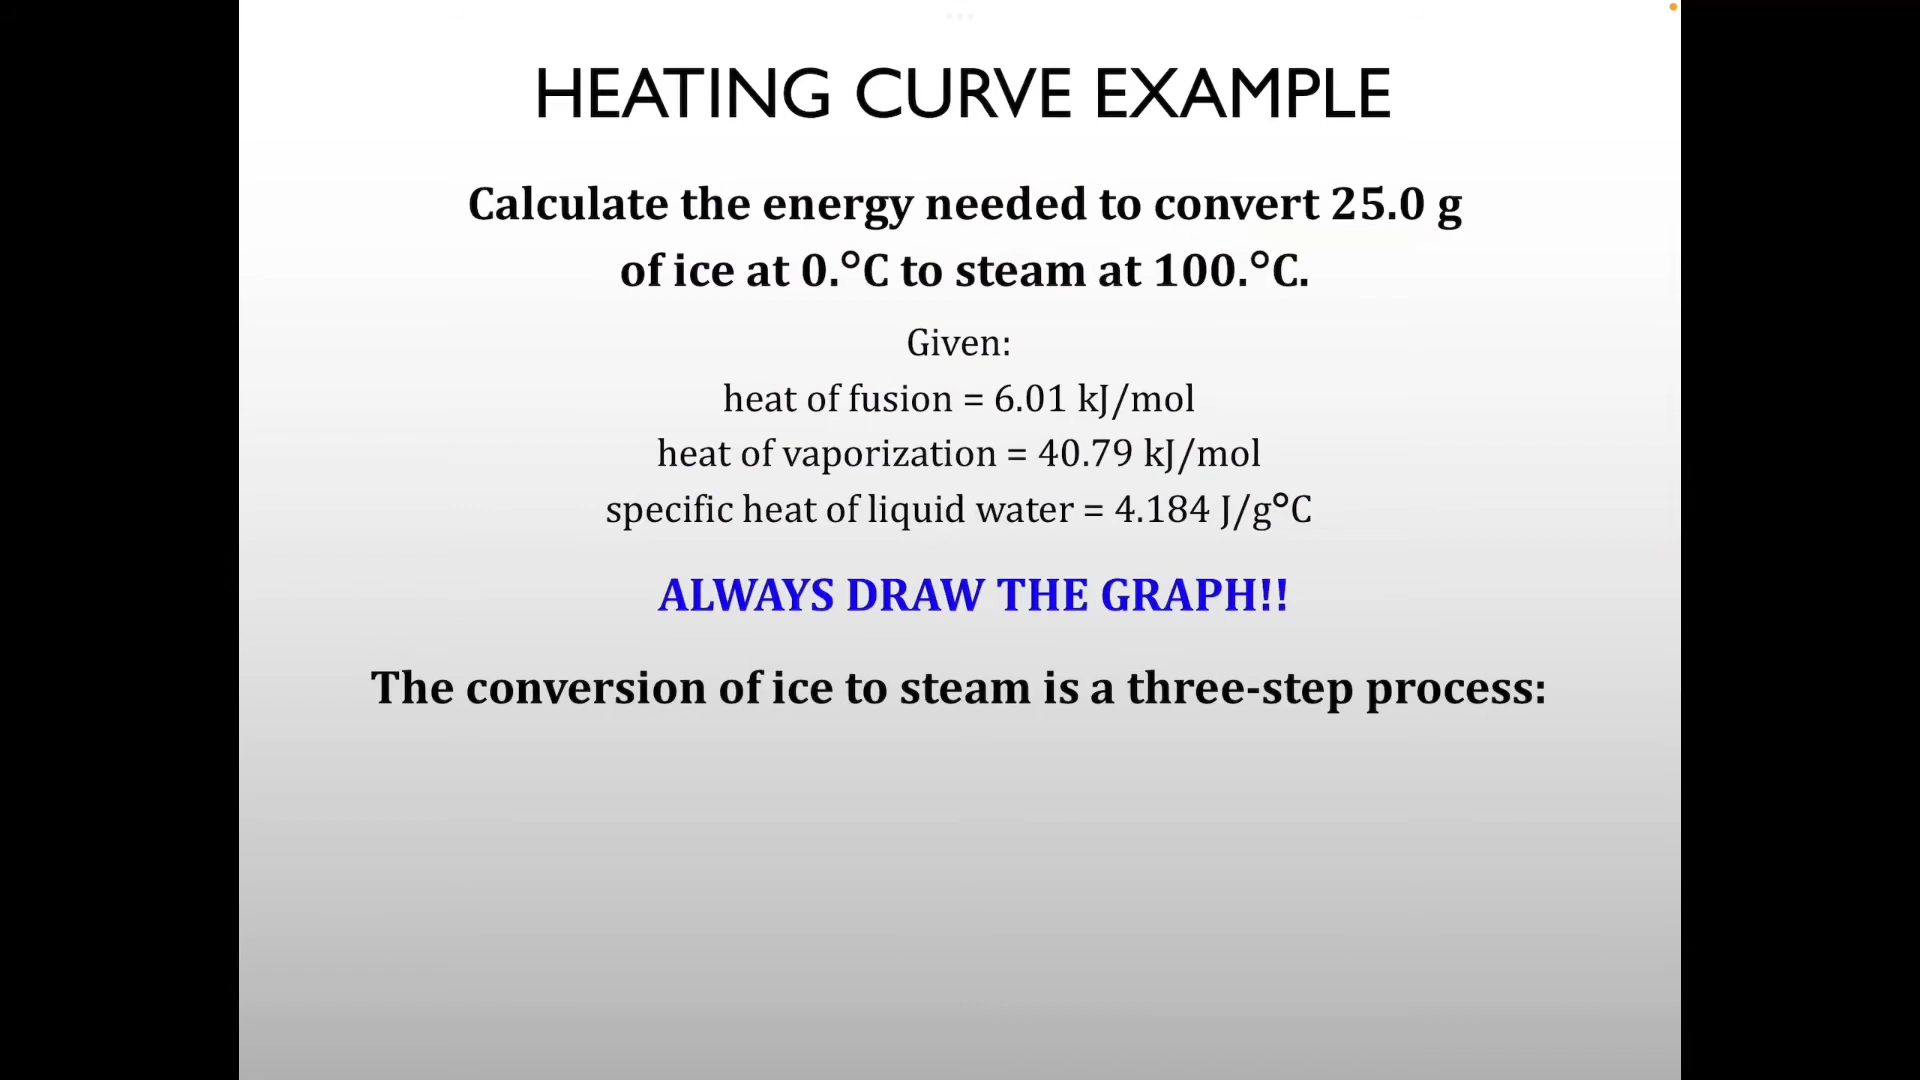 HEATING CURVE EXAMPLE
Calculate the energy needed to convert 25.0 g
of ice at 0.°C to steam at 100.°C.
Given:
heat of fusion = 6.01 kJ/mol
heat of vaporization = 40.79 kJ/mol
specific heat of liquid water = 4.184 J/g°C
ALWAYS DRAW THE GRAPH!!
The conversion of ice to steam is a three-step process: